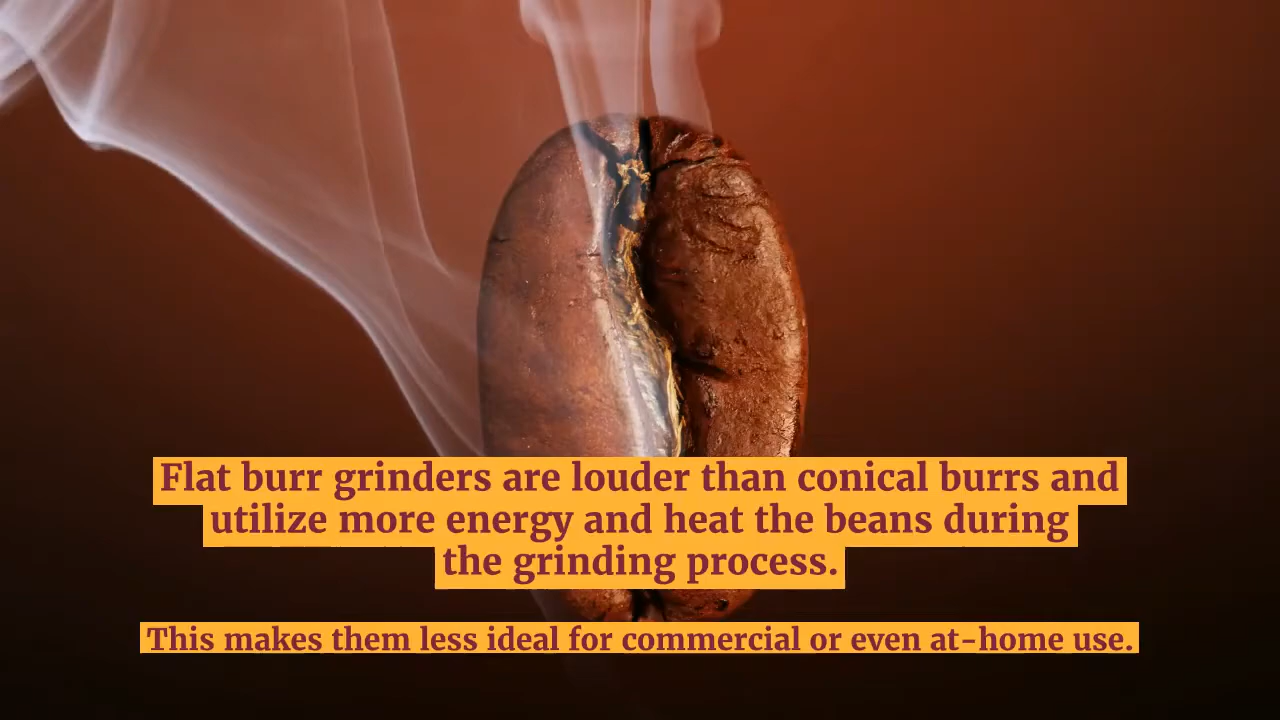 Flat burr grinders are louder than conical burrs and
utilize more energy and heat the beans during
the grinding process.
This makes them less ideal for commercial or even at-home use.